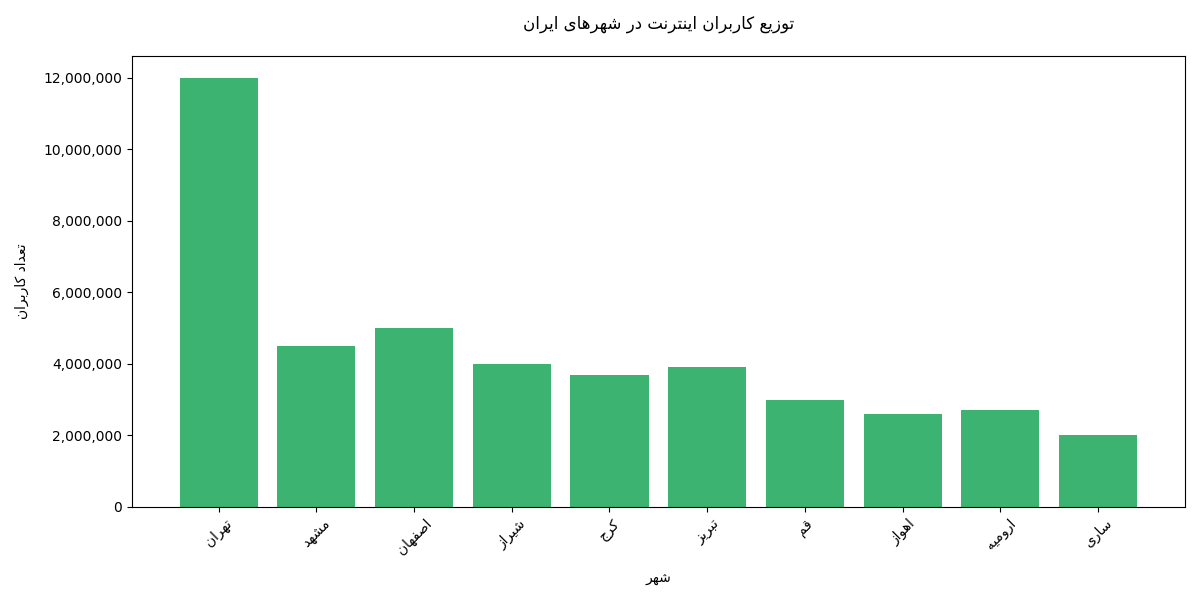 توزیع کاربران اینترنت در شهرهای ایران
تعداد کاربران
12,000,000
10,000,000
8,000,000
6,000,000
4,000,000
2,000,000
0
تهران
مشهد
اصفهان
شیراز
کرج
تبریز
قم
اهواز
ارومیه
ساری
شهر